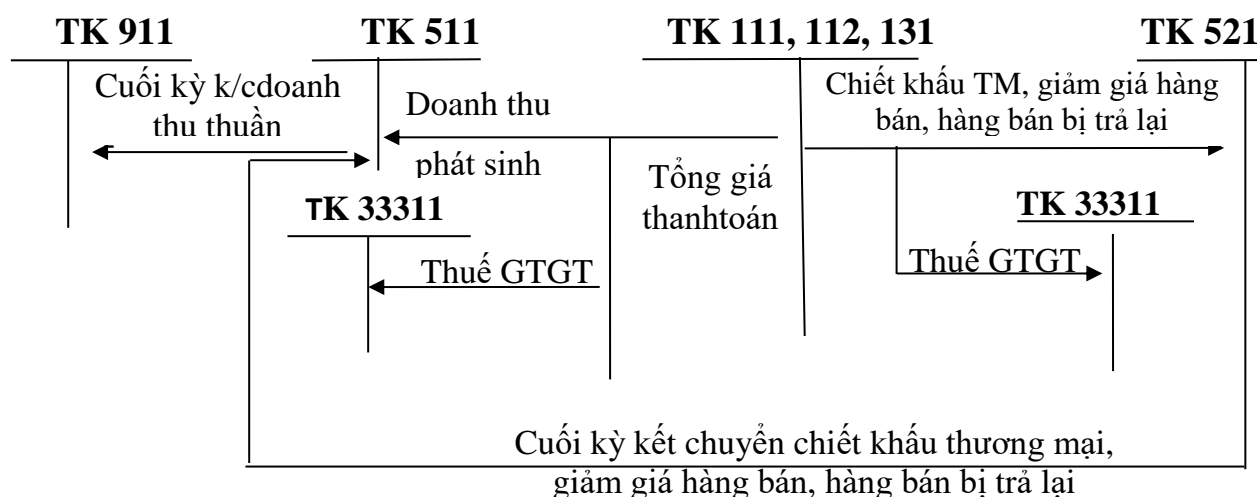 TK 911
TK 511
TK 111, 112, 131
TK 521
Cuối kỳ k/cdoanh
thu thuần
Doanh thu
phát sinh
Tổng giá
thanhtoán
Chiết khấu TM, giảm giá hàng
bán, hàng bán bị trả lại
TK 33311
Thuế GTGT
TK 33311
Thuế GTGT
Cuối kỳ kết chuyển chiết khấu thương mại,
giảm giá hàng bán, hàng bán bị trả lại